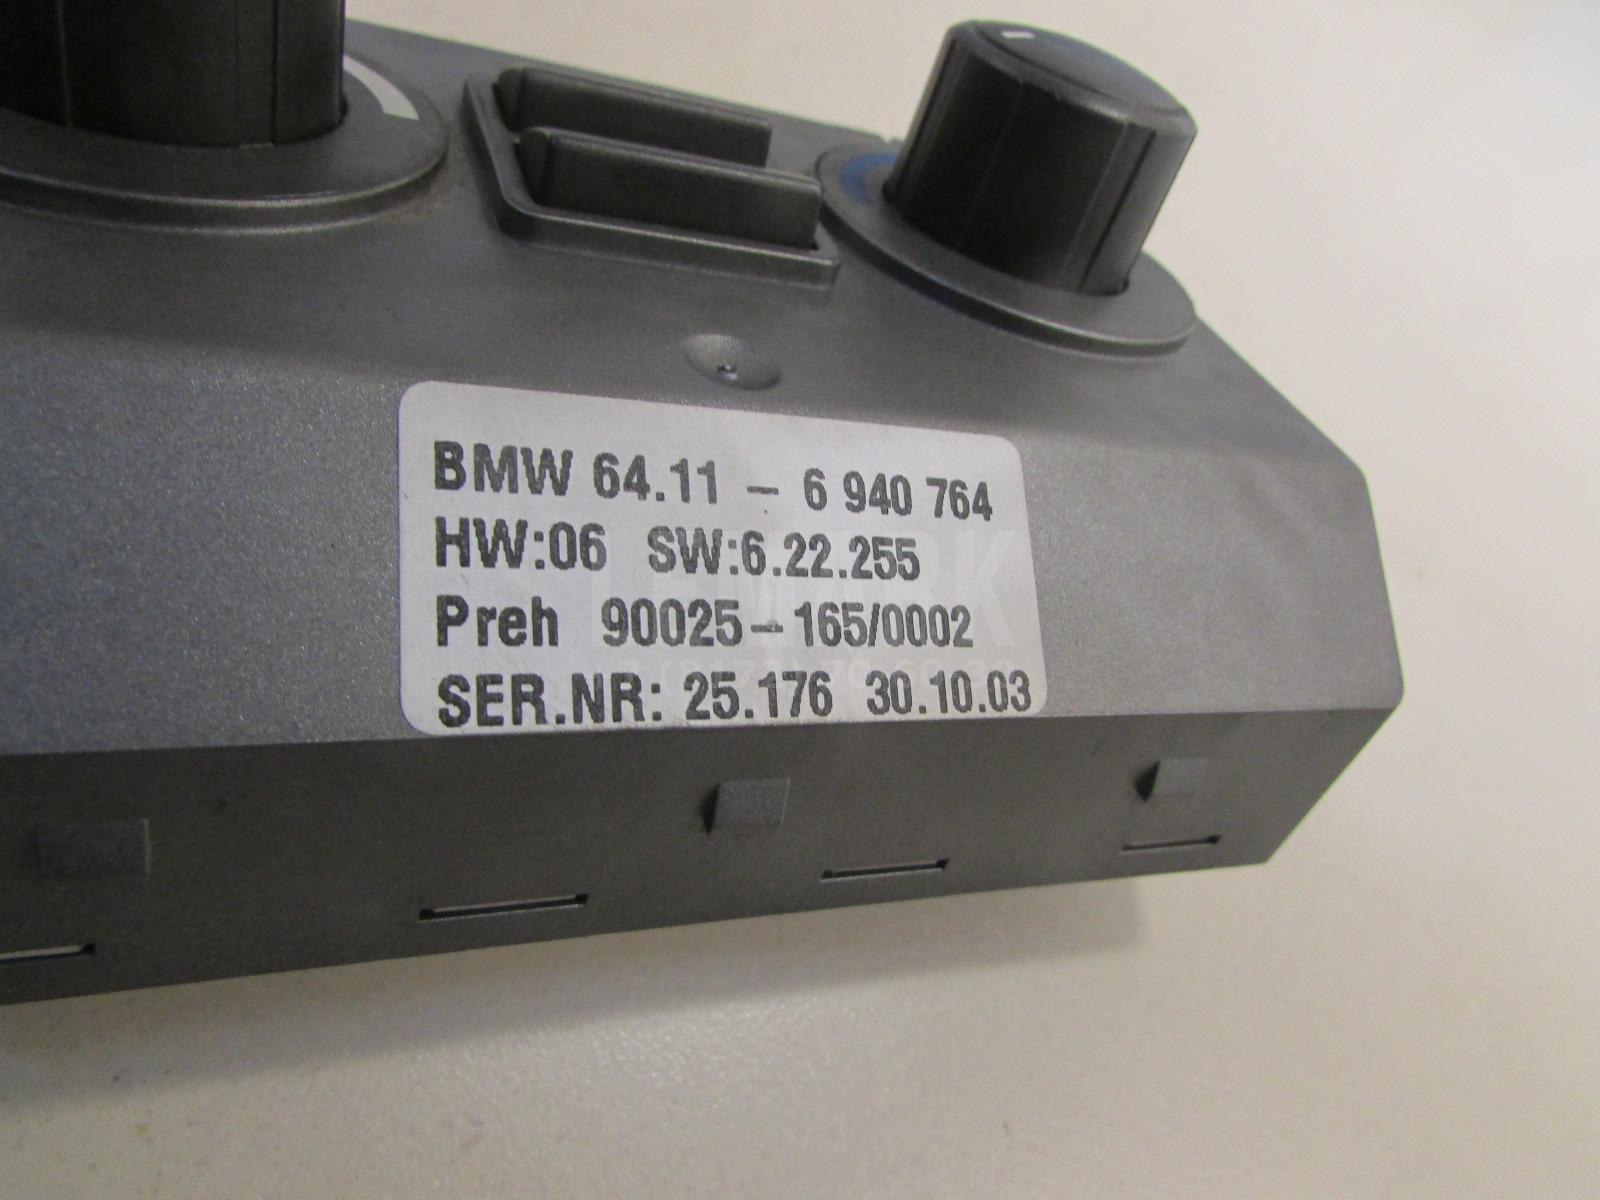 BMW 64.11 – 6 940 764
HW:06 SW:6.22.255
Preh 90025–165/0002
SER.NR: 25.176 30.10.03